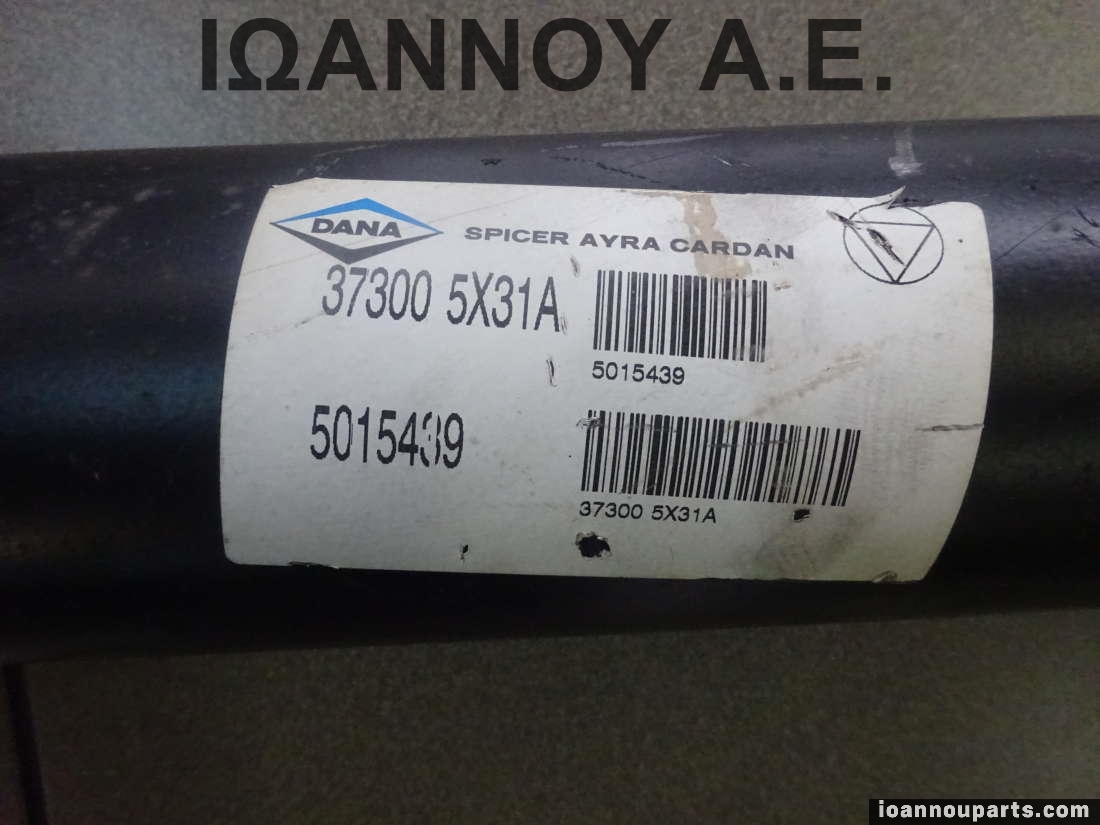 ΙΩΑΝΝΟΥ Α.Ε.
DANA
SPICER AYRA CARDAN
37300 5X31A
5015439
5015439
37300 5X31A
ioannouparts.com